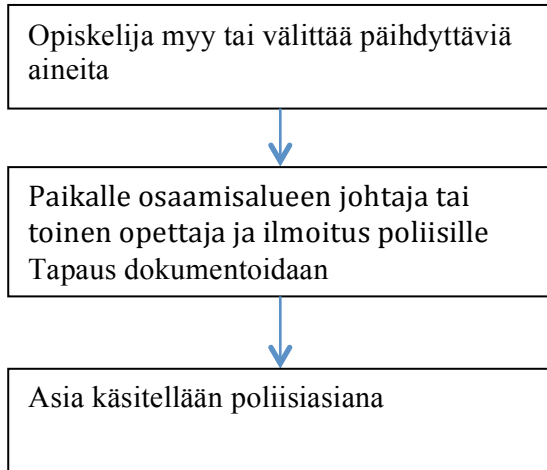 Opiskelija myy tai välittää päihdyttäviä
aineita
Paikalle osaamisalueen johtaja tai
toinen opettaja ja ilmoitus poliisille
Tapaus dokumentoidaan
Asia käsitellään poliisiasiana